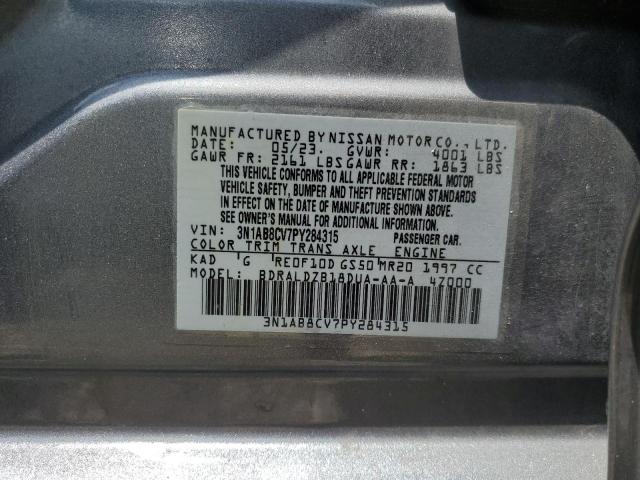 MANUFACTURED BY NISSAN MOTOR CO., LTD.
DATE: 05/23. GVWR: 4001 LBS
GAWR FR: 2161 LBS GAWR RR: 1863 LBS
THIS VEHICLE CONFORMS TO ALL APPLICABLE FEDERAL MOTOR
VEHICLE SAFETY, BUMPER AND THEFT PREVENTION STANDARDS
IN EFFECT ON THE DATE OF MANUFACTURE SHOWN ABOVE.
SEE OWNER'S MANUAL FOR ADDITIONAL INFORMATION.
VIN: 3N1AB8CV7PY284315 PASSENGER CAR.
COLOR TRIM TRANS AXLE ENGINE
KAD G RE0F10D GS50 MR20 1997 CC
MODEL: BDRALDZB18DUA-AA-A 4Z000
3N1AB8CV7PY284315